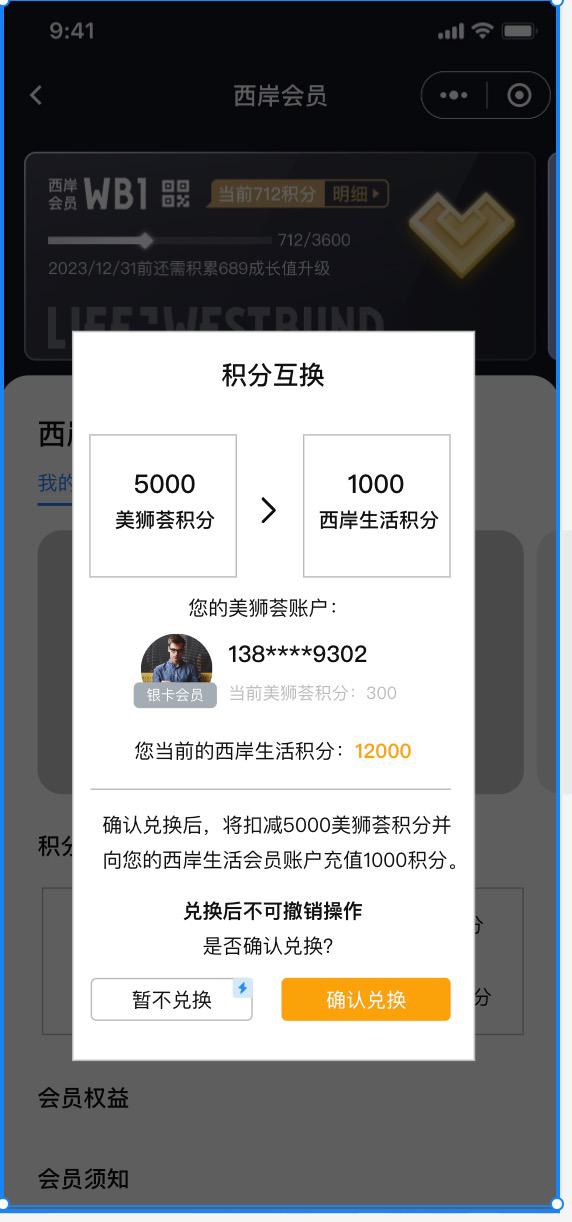 9:41
西岸会员
西岸
会员 WB1 当前712积分 明细
712/3600
2023/12/31前还需积累689成长值升级
LIFE WESTBUND
积分互换
西
我的
5000
美狮荟积分
>
1000
西岸生活积分
您的美狮荟账户：
138****9302
银卡会员
当前美狮荟积分：300
您当前的西岸生活积分：12000
积分
确认兑换后，将扣减5000美狮荟积分并
向您的西岸生活会员账户充值1000积分。
分
兑换后不可撤销操作
是否确认兑换?
暂不兑换
确认兑换
分
会员权益
会员须知